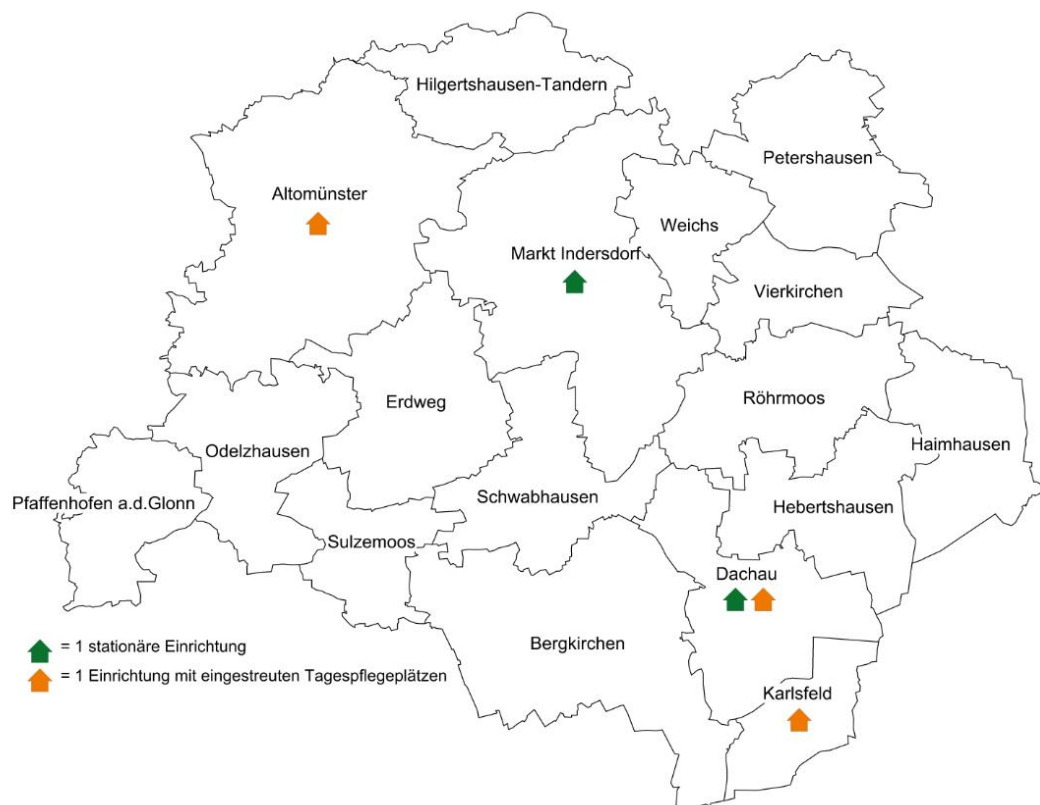 Hilgertshausen-Tandern
Petershausen
Altomünster
Weichs
Markt Indersdorf
Vierkirchen
Erdweg
Röhrmoos
Odelzhausen
Haimhausen
Pfaffenhofen a.d.Glonn
Schwabhausen
Hebertshausen
Sulzemoos
Dachau
Bergkirchen
Karlsfeld
= 1 stationäre Einrichtung
= 1 Einrichtung mit eingestreuten Tagespflegeplätzen